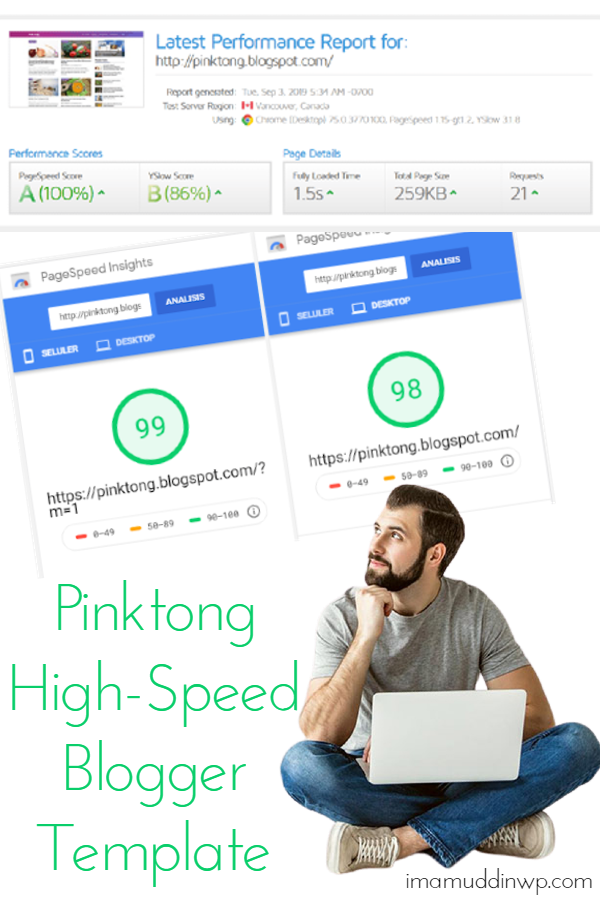 Latest Performance Report for:
http://pinktong.blogspot.com/
Report generated: Tue, Sep 3, 2019 5:34 AM -0700
Test Server Region: Vancouver, Canada
Using: Chrome (Desktop) 75.0.3770.100, PageSpeed 1.15-gt1.2, YSlow 3.1.8
Performance Scores
Page Details
PageSpeed Score
YSlow Score
Fully Loaded Time
Total Page Size
Requests
A (100%)
B (86%)
1.5s
259KB
21
PageSpeed Insights
http://pinktong.blogs
ANALISIS
SELULER
DESKTOP
99
https://pinktong.blogspot.com/?
m=1
0-49
50-89
90-100
PageSpeed Insights
http://pinktong.blogs
ANALISIS
SELULER
DESKTOP
98
https://pinktong.blogspot.com/
0-49
50-89
90-100
Pinktong
High-Speed
Blogger
Template
imamuddinwp.com